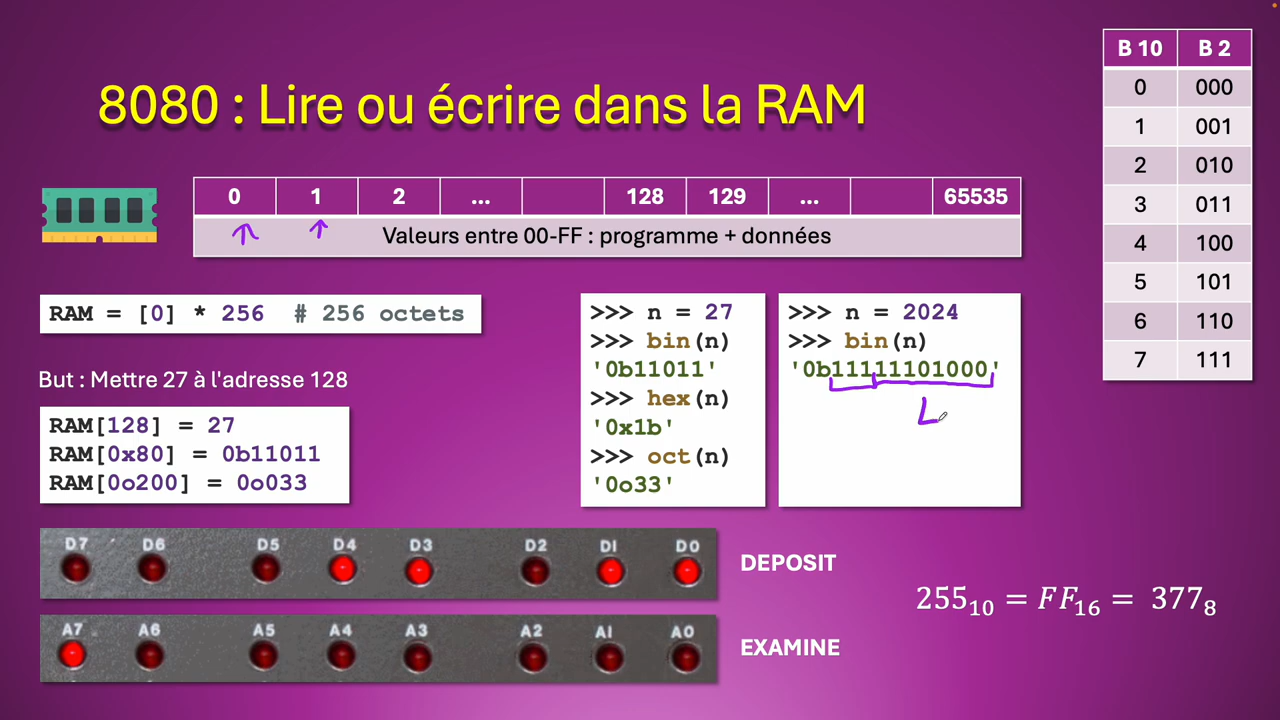 8080 : Lire ou écrire dans la RAM
0 1 2 ... 128 129 ... 65535
Valeurs entre 00-FF : programme + données
B 10 B 2
0 000
1 001
2 010
3 011
4 100
5 101
6 110
7 111
RAM = [0] * 256 # 256 octets
But : Mettre 27 à l'adresse 128
RAM[128] = 27
RAM[0x80] = 0b11011
RAM[0o200] = 0o033
>>> n = 27
>>> bin(n)
'0b11011'
>>> hex(n)
'0x1b'
>>> oct(n)
'0o33'
>>> n = 2024
>>> bin(n)
'0b11111101000'
L
D7 D6 D5 D4 D3 D2 D1 D0
DEPOSIT
A7 A6 A5 A4 A3 A2 A1 A0
EXAMINE
255₁₀ = FF₁₆ = 377₈